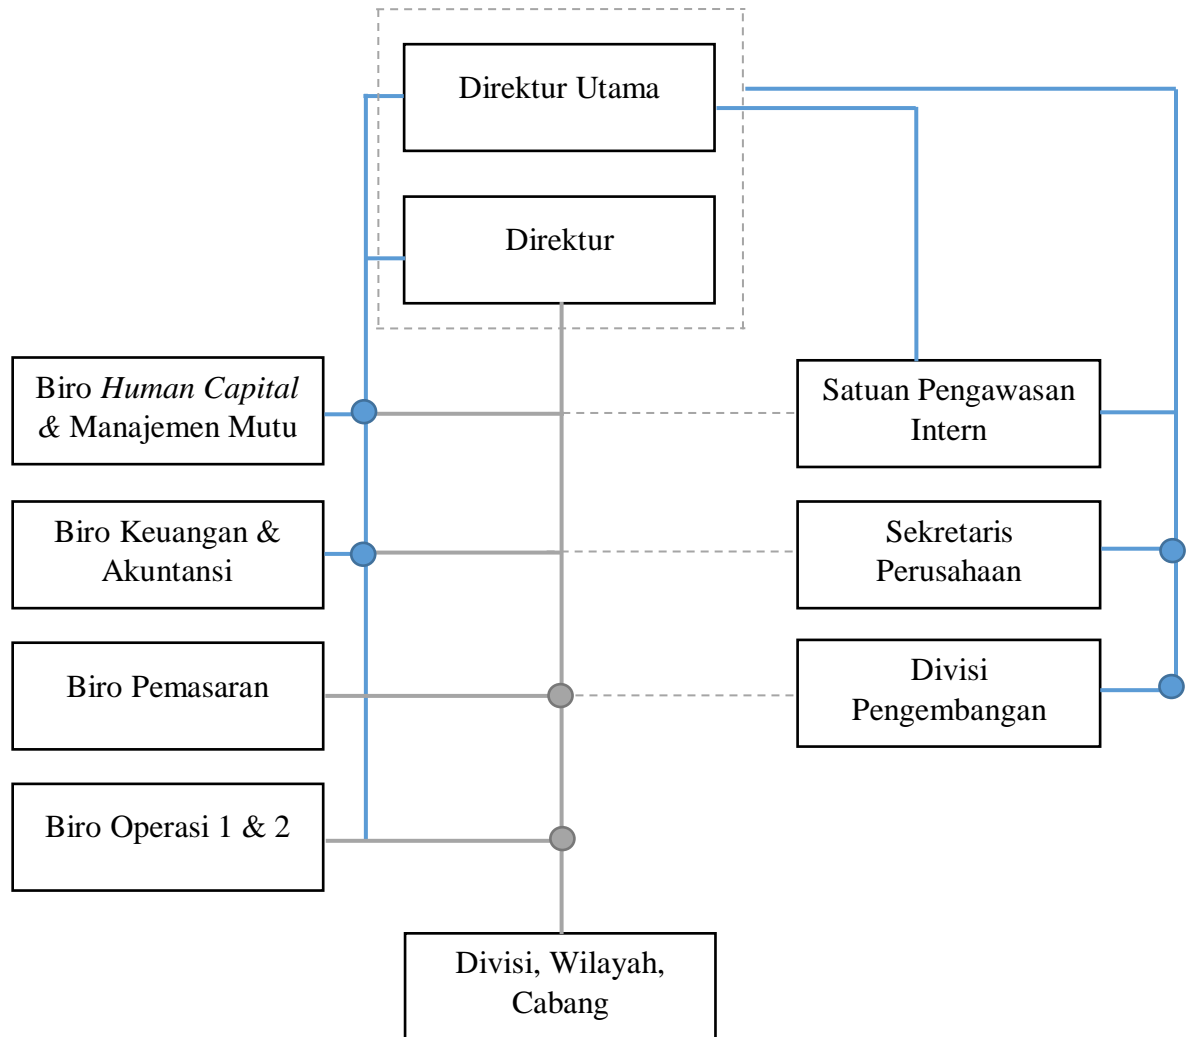 Direktur Utama
Direktur
Biro Human Capital
& Manajemen Mutu
Satuan Pengawasan
Intern
Biro Keuangan &
Akuntansi
Sekretaris
Perusahaan
Biro Pemasaran
Divisi
Pengembangan
Biro Operasi 1 & 2
Divisi, Wilayah,
Cabang